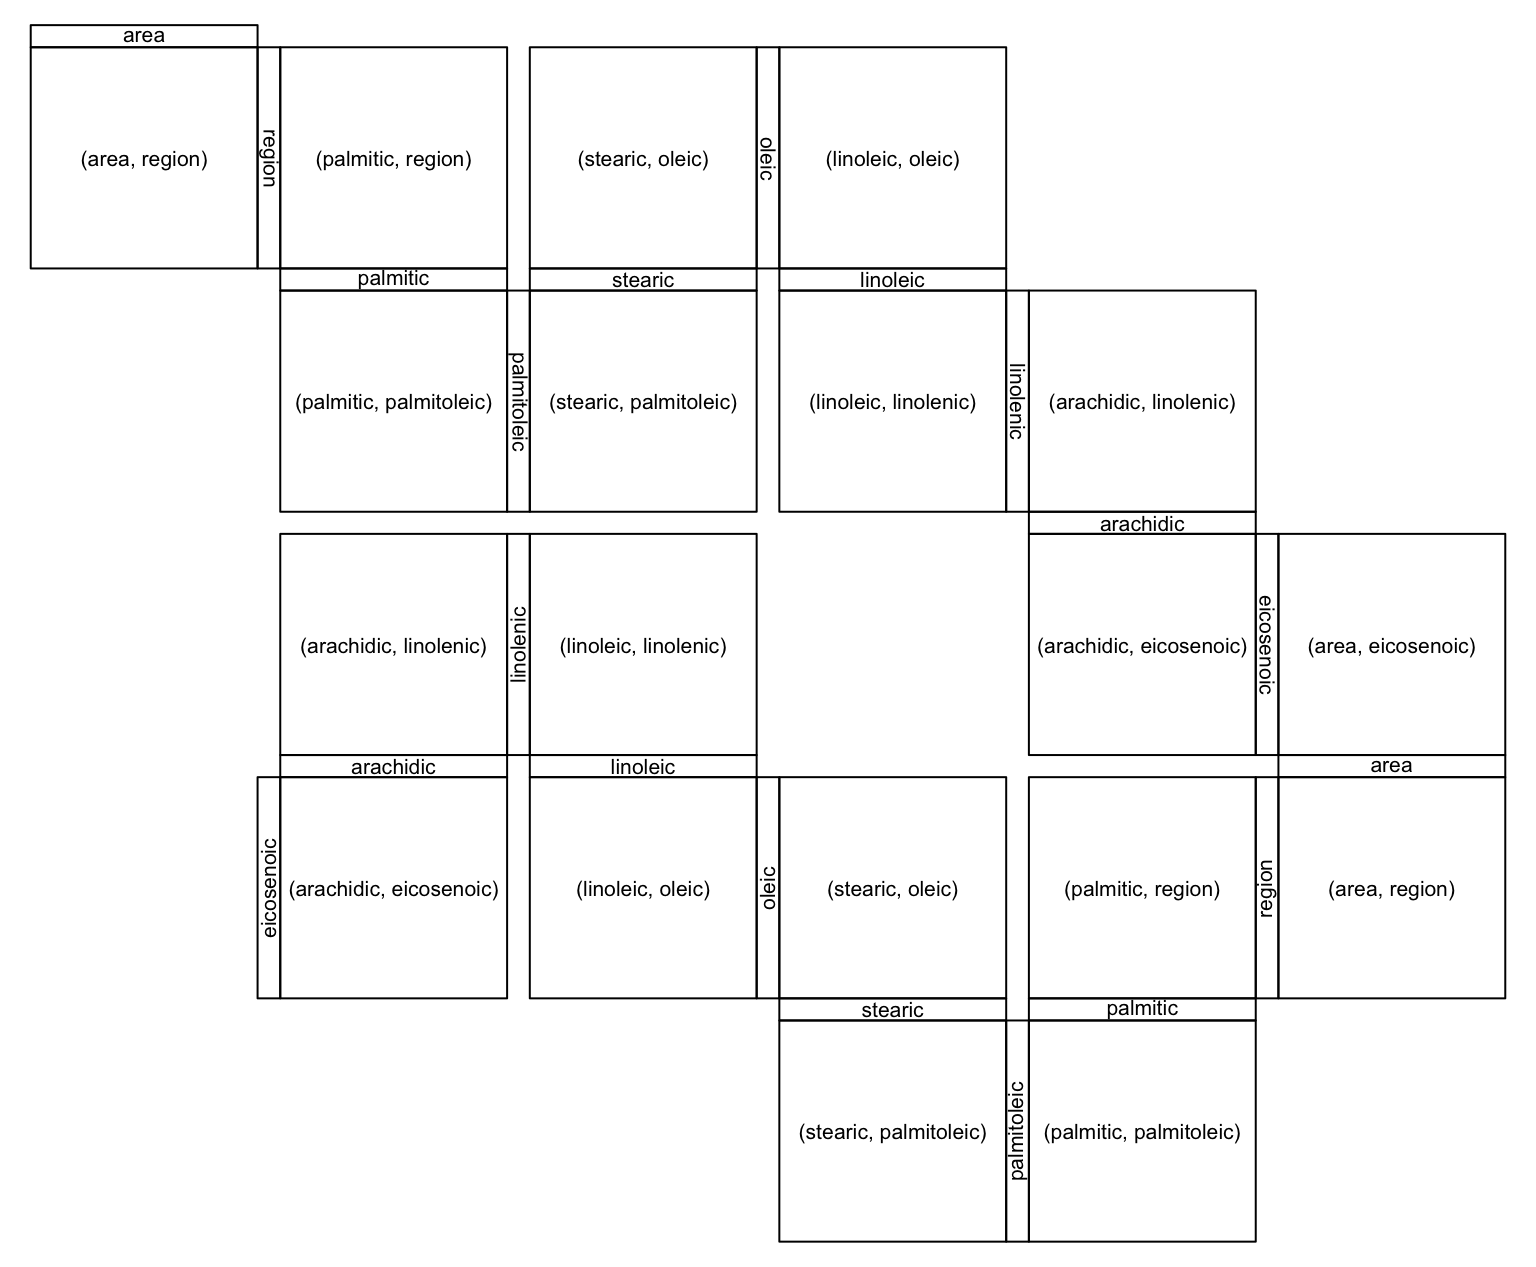 area
(area, region)
region
(palmitic, region)
(stearic, oleic)
oleic
(linoleic, oleic)
palmitic
stearic
linoleic
(palmitic, palmitoleic)
palmitoleic
(stearic, palmitoleic)
(linoleic, linolenic)
linolenic
(arachidic, linolenic)
arachidic
(arachidic, linolenic)
linolenic
(linoleic, linolenic)
(arachidic, eicosenoic)
eicosenoic
(area, eicosenoic)
arachidic
linoleic
area
eicosenoic
(arachidic, eicosenoic)
(linoleic, oleic)
oleic
(stearic, oleic)
(palmitic, region)
region
(area, region)
stearic
palmitic
(stearic, palmitoleic)
palmitoleic
(palmitic, palmitoleic)